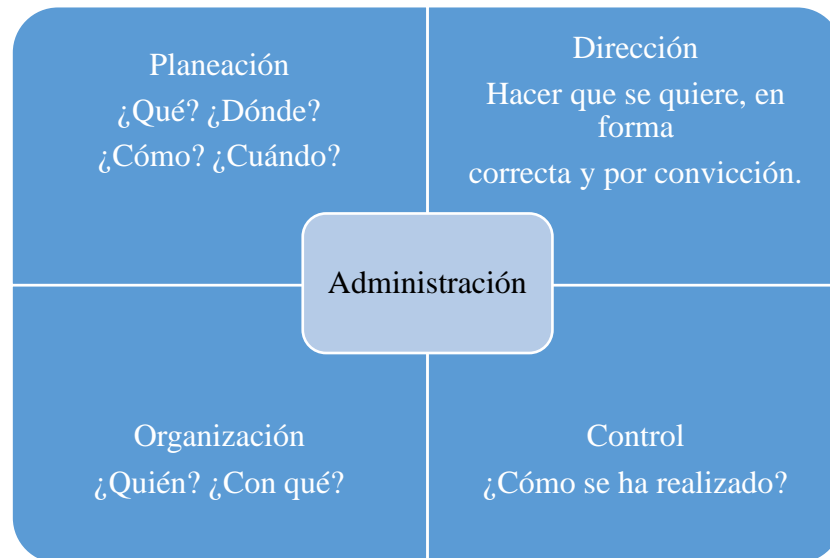 Planeación
¿Qué? ¿Dónde?
¿Cómo? ¿Cuándo?
Dirección
Hacer que se quiere, en
forma
correcta y por convicción.
Administración
Organización
¿Quién? ¿Con qué?
Control
¿Cómo se ha realizado?